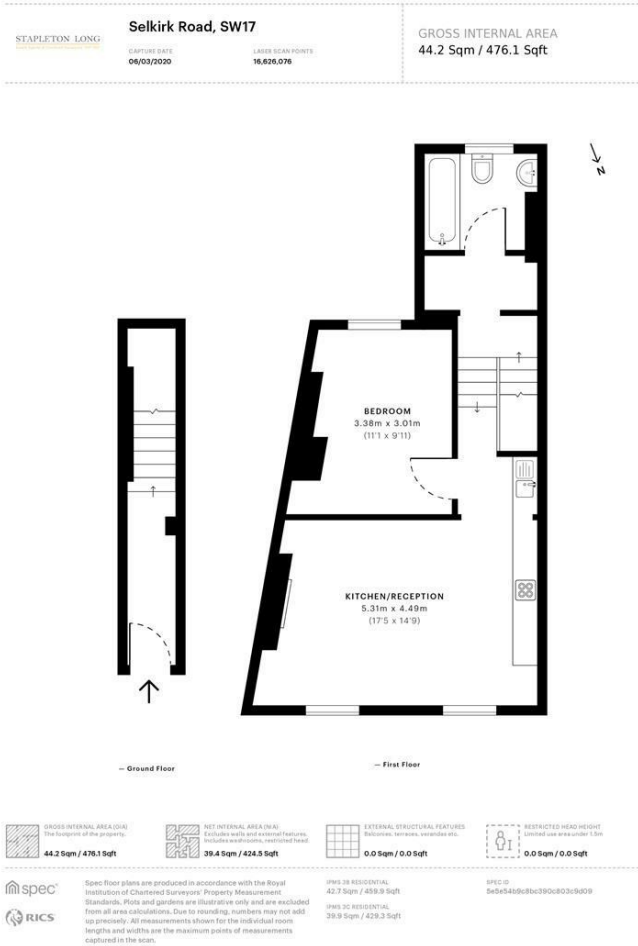 STAPLETON LONG
Selkirk Road, SW17
CAPTURE DATE
06/03/2020
LASER SCAN POINTS
16,626,076
GROSS INTERNAL AREA
44.2 Sqm / 476.1 Sqft
N
BEDROOM
3.38m x 3.01m
(11'1 x 9'11)
KITCHEN/RECEPTION
5.31m x 4.49m
(17'5 x 14'9)
— Ground Floor
— First Floor
GROSS INTERNAL AREA (GIA)
The footprint of the property.
44.2 Sqm / 476.1 Sqft
NET INTERNAL AREA (NIA)
Excludes walls and external features.
Includes washrooms, restricted head
39.4 Sqm / 424.5 Sqft
EXTERNAL STRUCTURAL FEATURES
Balconies, terraces, verandas etc.
0.0 Sqm / 0.0 Sqft
RESTRICTED HEAD HEIGHT
Limited use area under 1.5m
0.0 Sqm / 0.0 Sqft
spec
RICS
Spec floor plans are produced in accordance with the Royal
Institution of Chartered Surveyors' Property Measurement
Standards. Plots and gardens are illustrative only and are excluded
from all area calculations. Due to rounding, numbers may not add
up precisely. All measurements shown for the individual room
lengths and widths are the maximum points of measurements
captured in the scan.
IPMS 3B RESIDENTIAL
42.7 Sqm / 459.9 Sqft
IPMS 3C RESIDENTIAL
39.9 Sqm / 429.3 Sqft
SPEC ID
5e5e54b9c8bc390c803c9d09